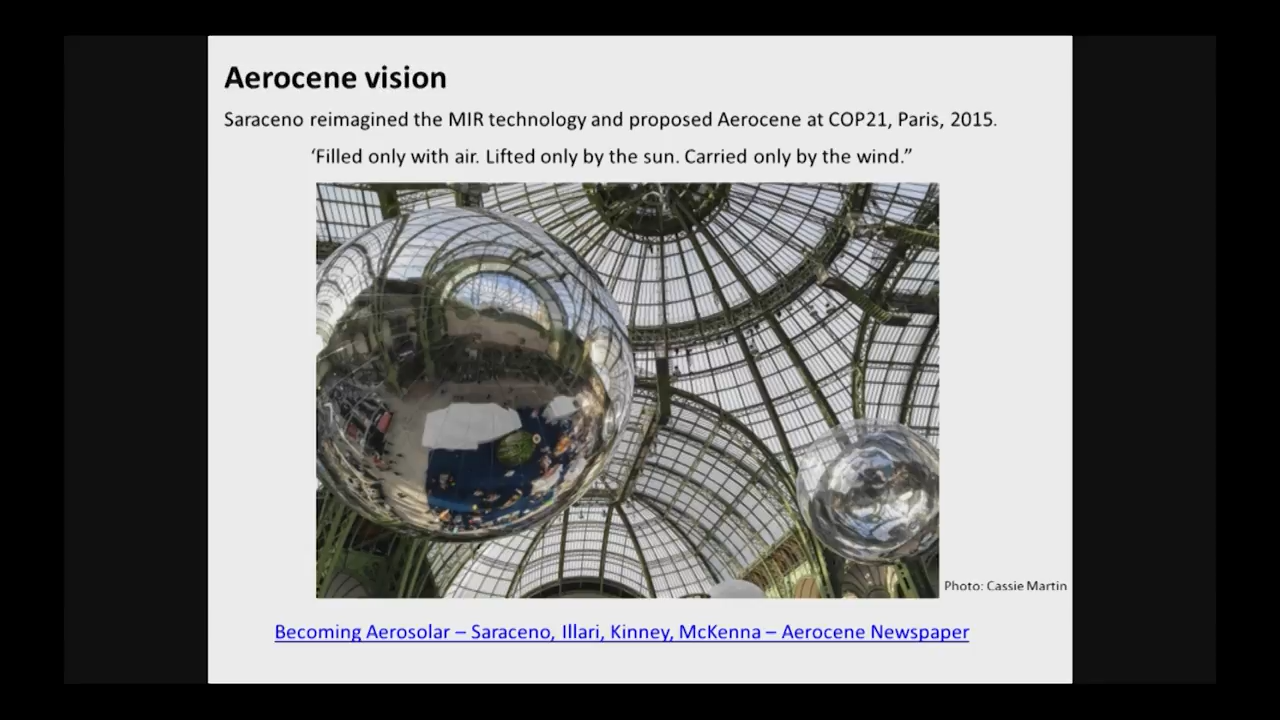 Aerocene vision
Saraceno reimagined the MIR technology and proposed Aerocene at COP21, Paris, 2015.
‘Filled only with air. Lifted only by the sun. Carried only by the wind.”
Photo: Cassie Martin
Becoming Aerosolar – Saraceno, Illari, Kinney, McKenna – Aerocene Newspaper